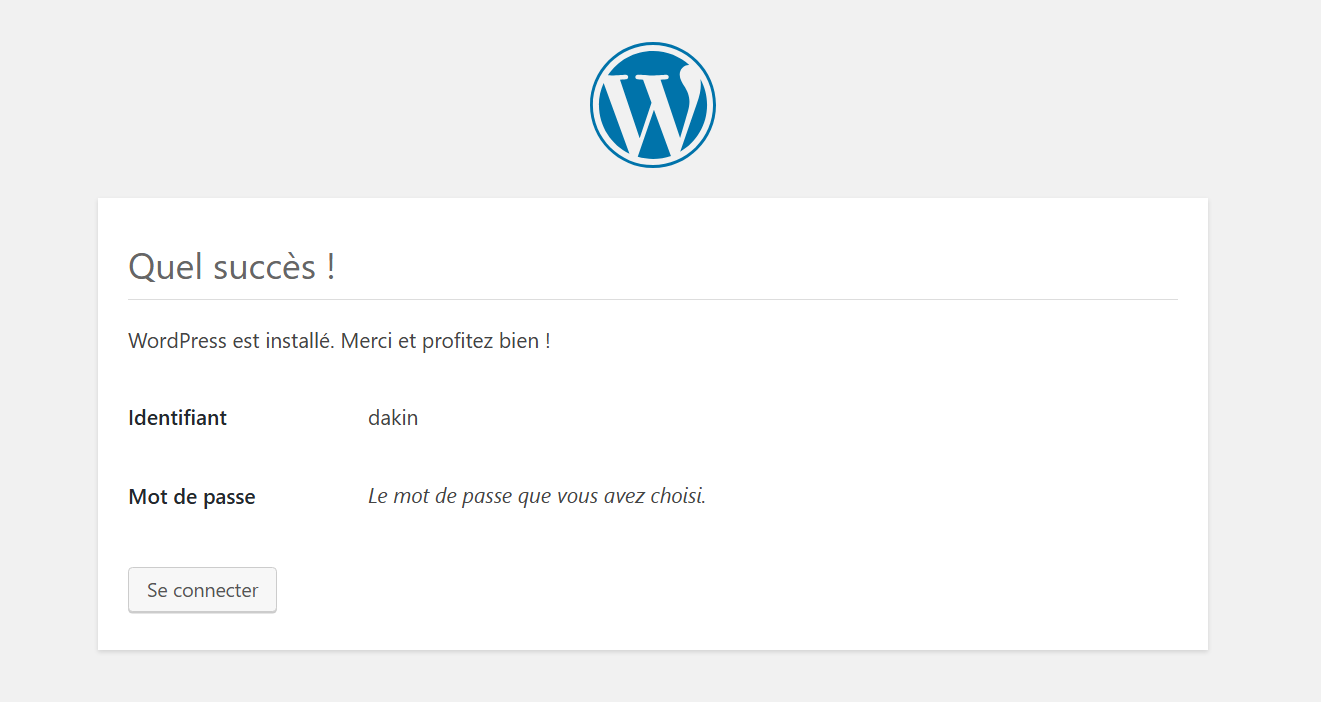 Quel succès !
WordPress est installé. Merci et profitez bien !
Identifiant dakin
Mot de passe Le mot de passe que vous avez choisi.
Se connecter